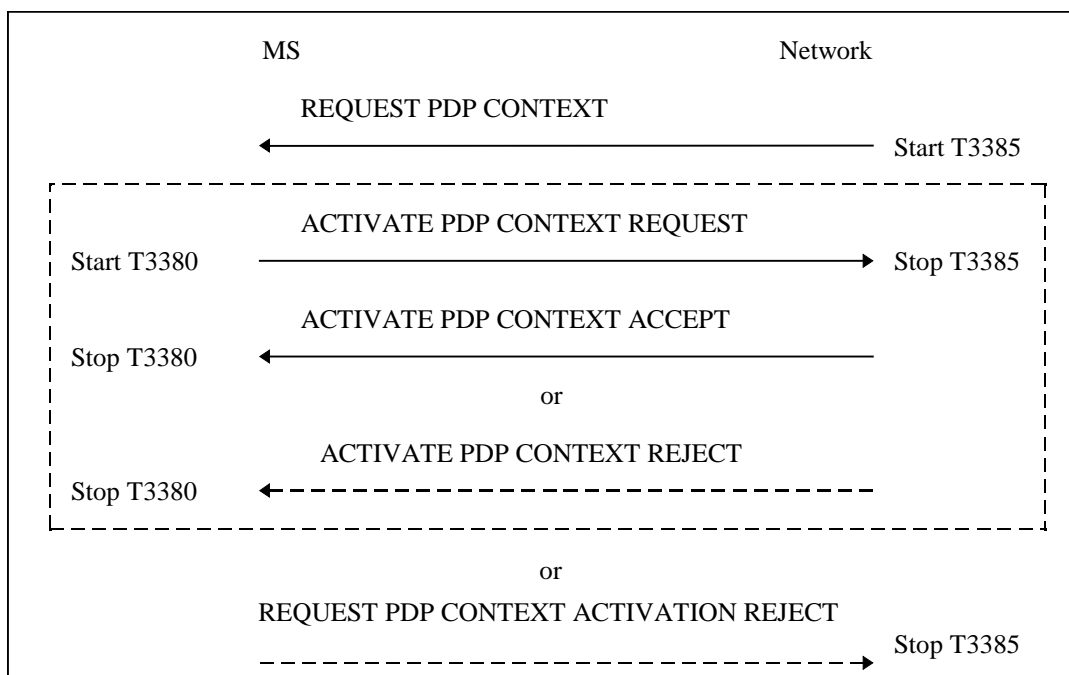 MS Network
REQUEST PDP CONTEXT
Start T3385
ACTIVATE PDP CONTEXT REQUEST
Start T3380 Stop T3385
ACTIVATE PDP CONTEXT ACCEPT
Stop T3380
or
ACTIVATE PDP CONTEXT REJECT
Stop T3380
or
REQUEST PDP CONTEXT ACTIVATION REJECT
Stop T3385